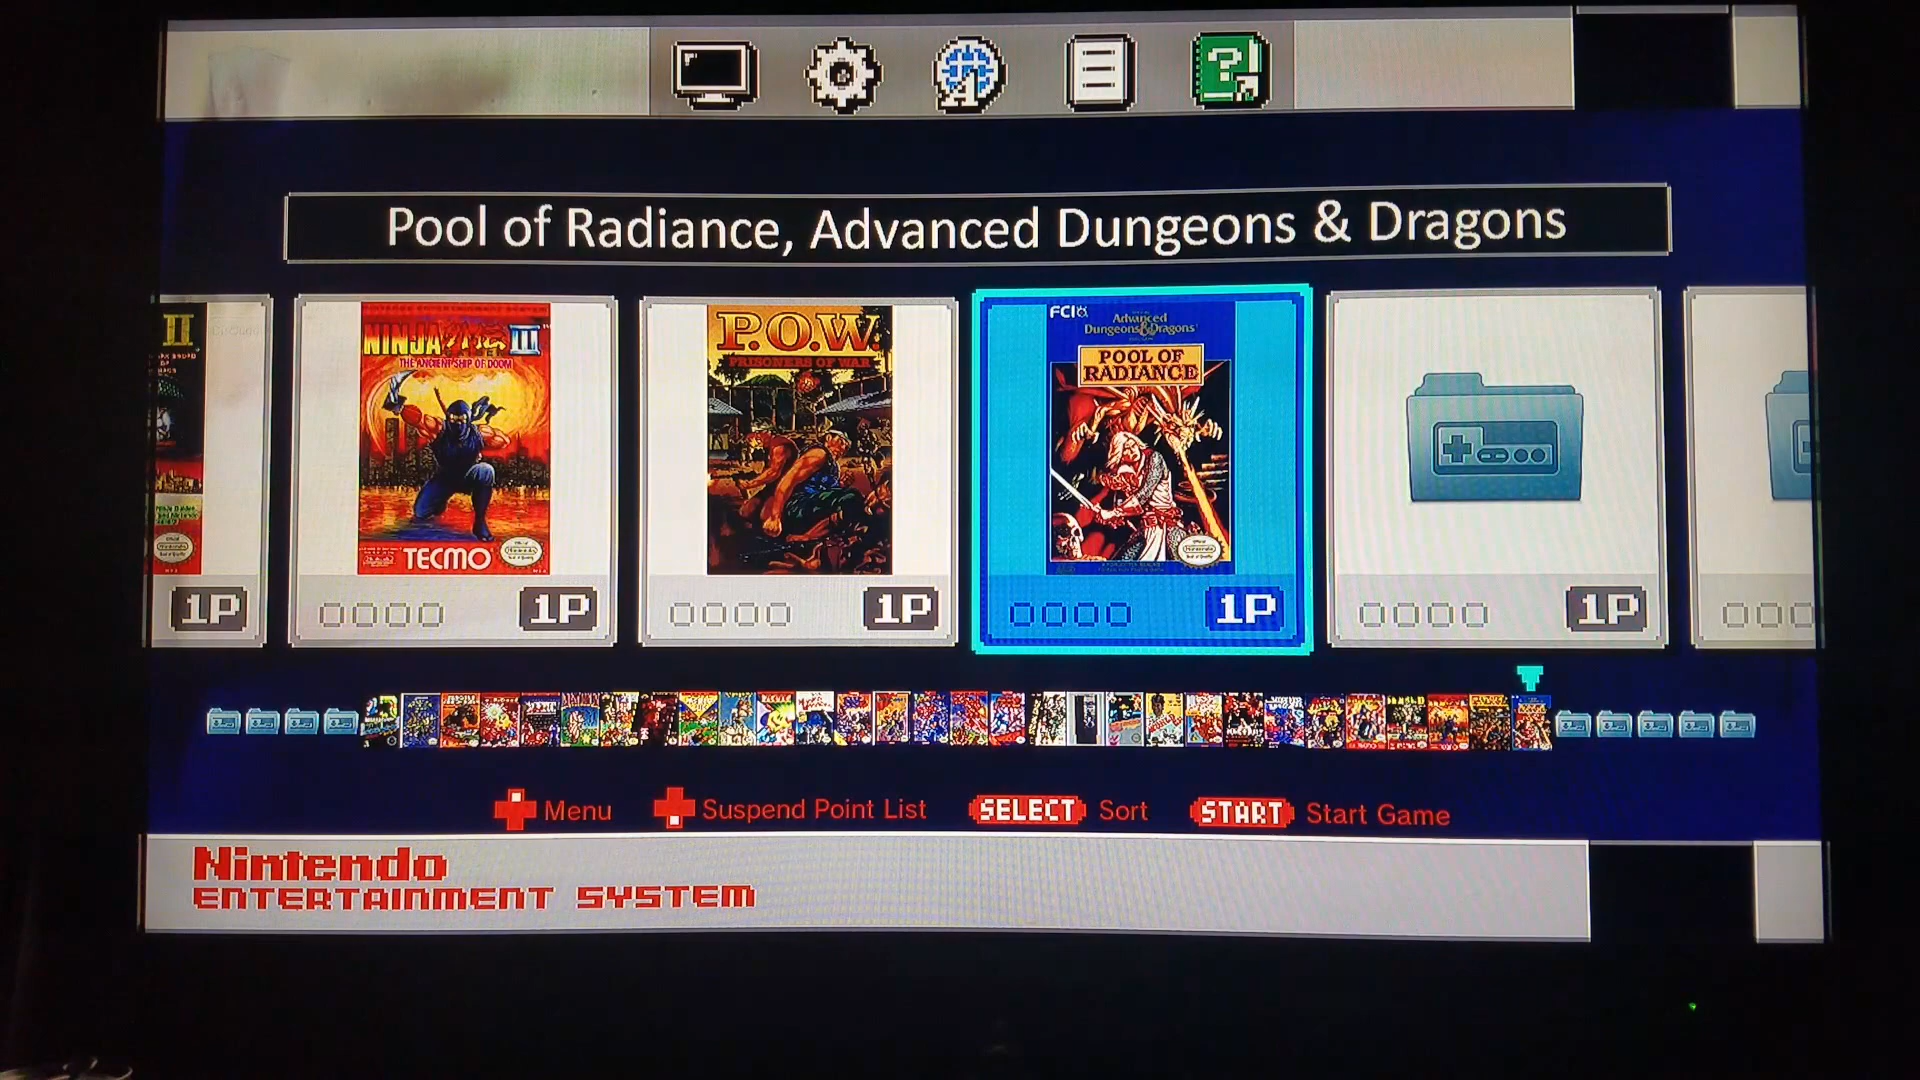 Pool of Radiance, Advanced Dungeons & Dragons
II
NINJA
III
THE ANCIENT SHIP OF DOOM
TECMO
P.O.W.
PRISONERS OF WAR
FCI
Advanced
Dungeons & Dragons
POOL OF
RADIANCE
1P
1P
1P
1P
1P
Menu
Suspend Point List
SELECT Sort
START Start Game
Nintendo
ENTERTAINMENT SYSTEM